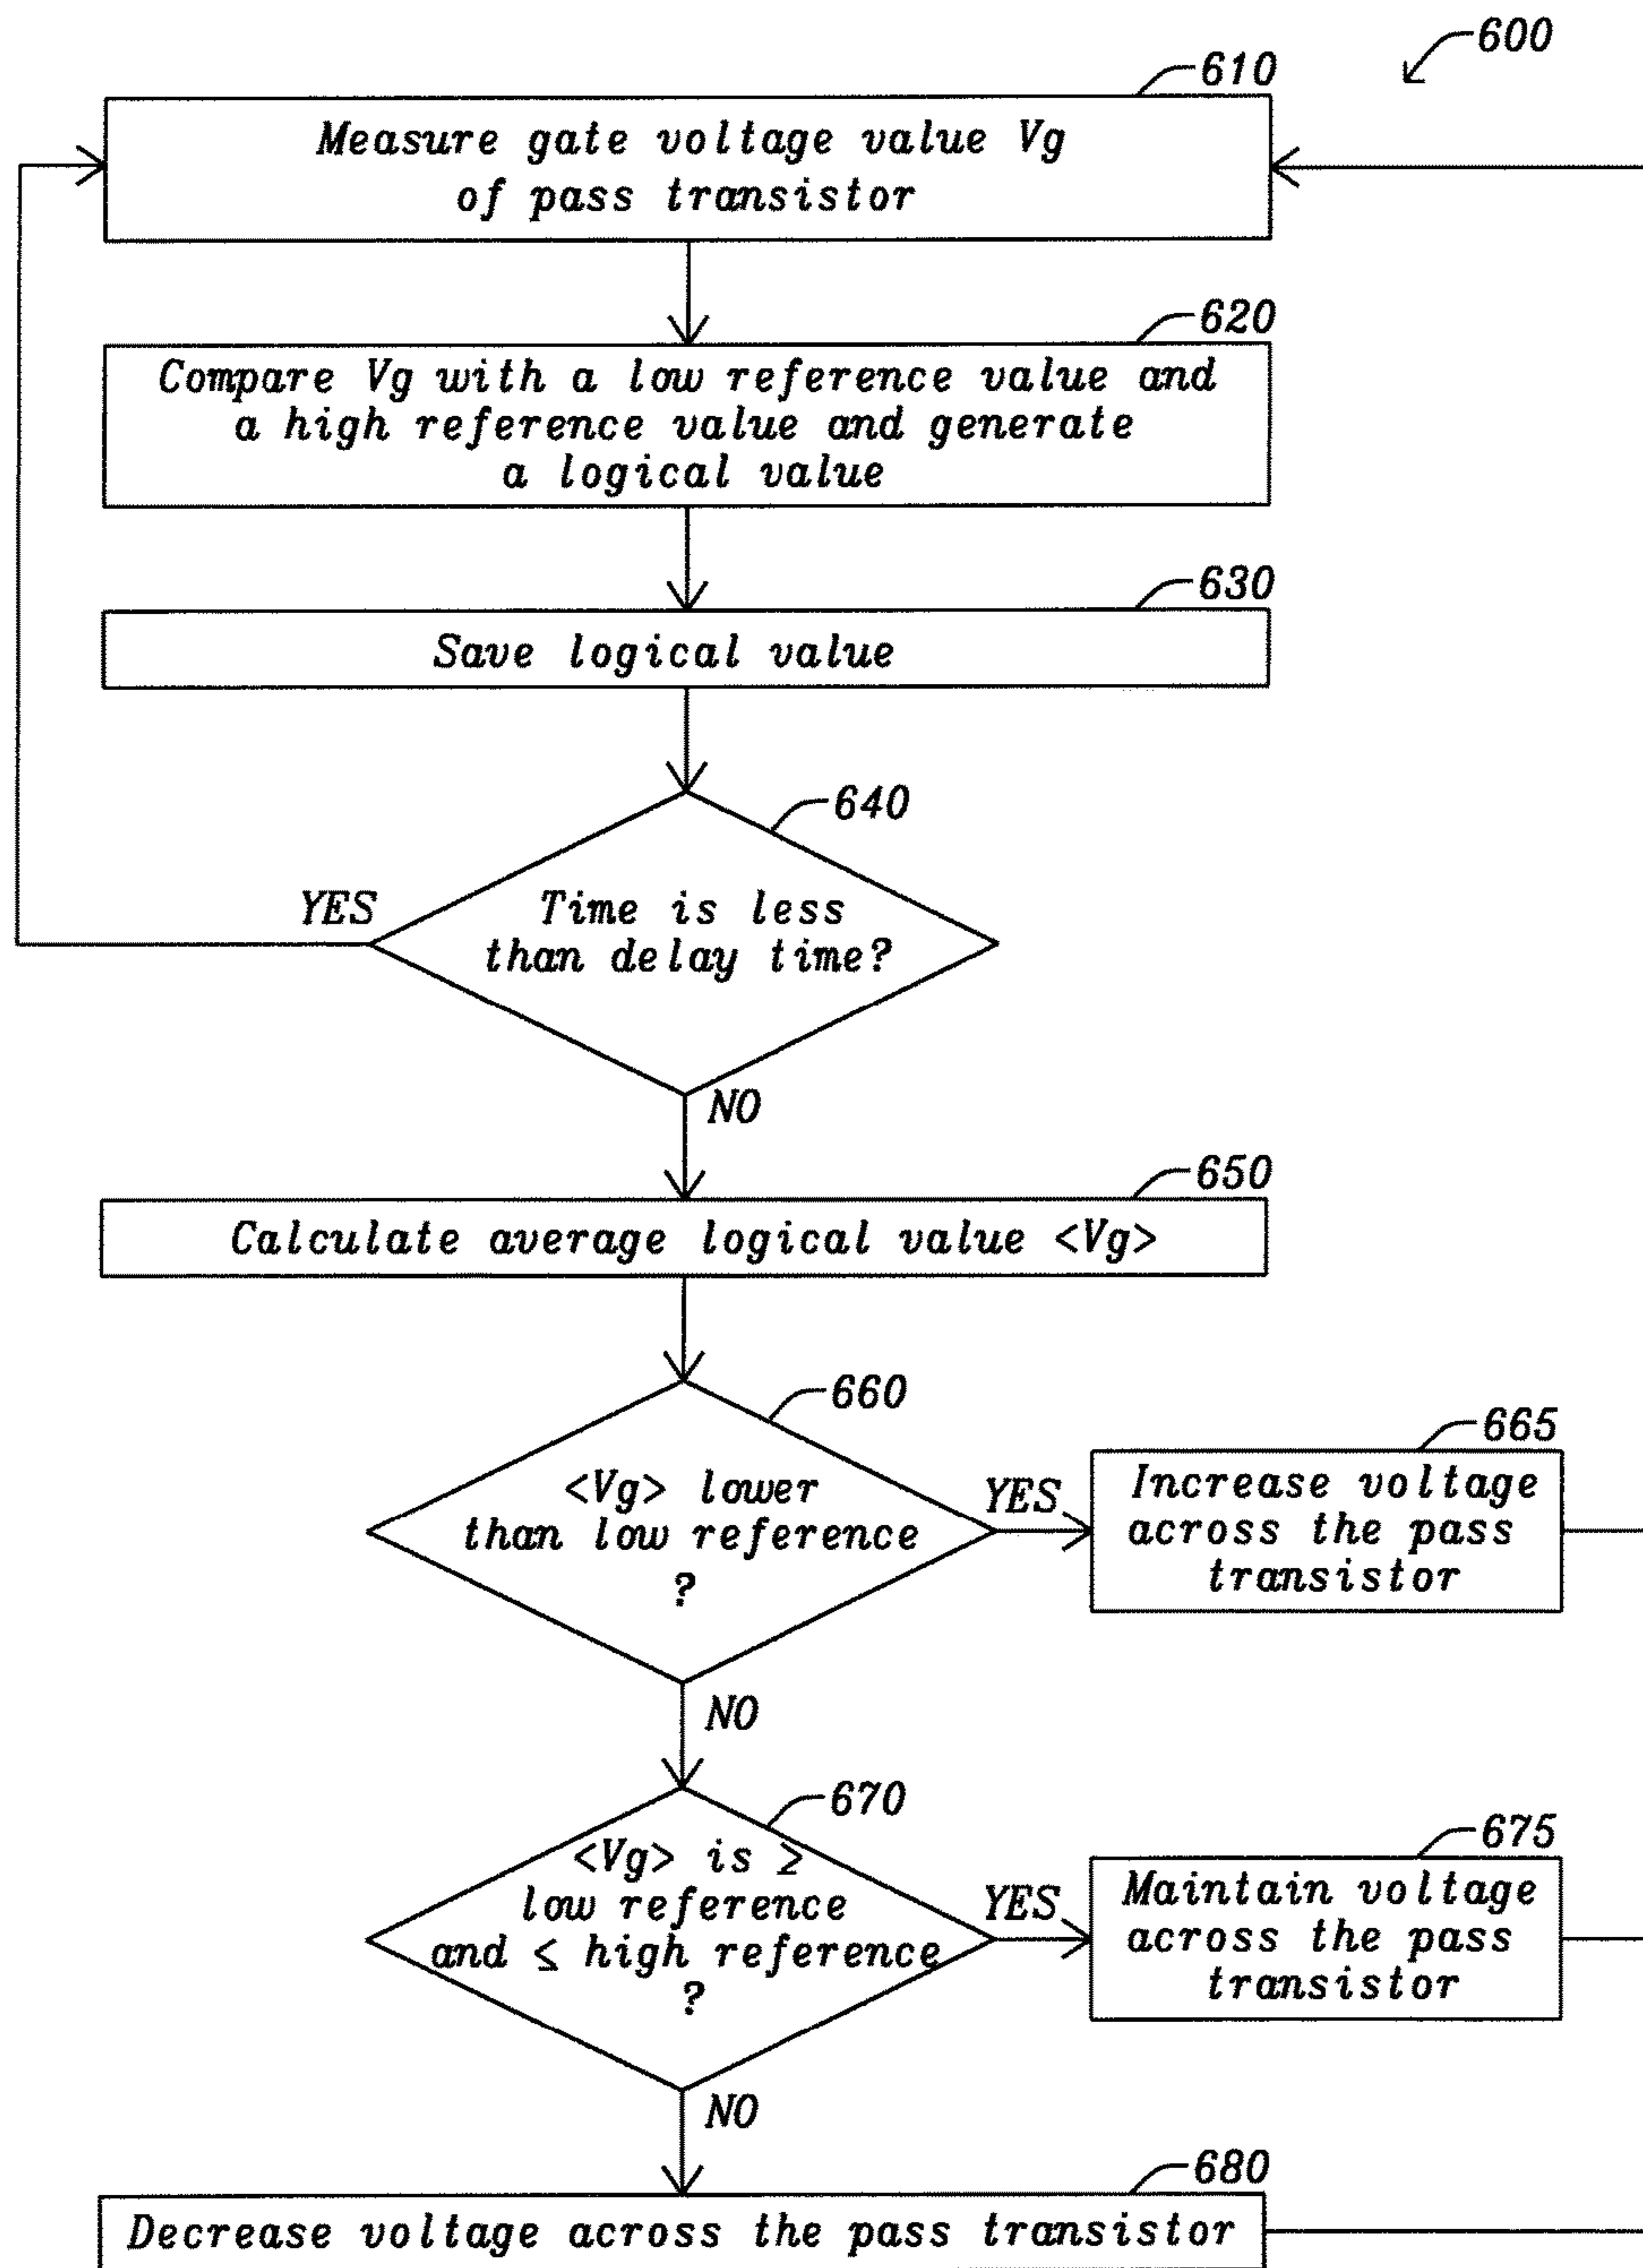 600
610
Measure gate voltage value Vg
of pass transistor
620
Compare Vg with a low reference value and
a high reference value and generate
a logical value
630
Save logical value
640
Time is less
than delay time?
YES
NO
650
Calculate average logical value <Vg>
660
<Vg> lower
than low reference
?
YES
665
Increase voltage
across the pass
transistor
NO
670
<Vg> is ≥
low reference
and ≤ high reference
?
YES
675
Maintain voltage
across the pass
transistor
NO
680
Decrease voltage across the pass transistor